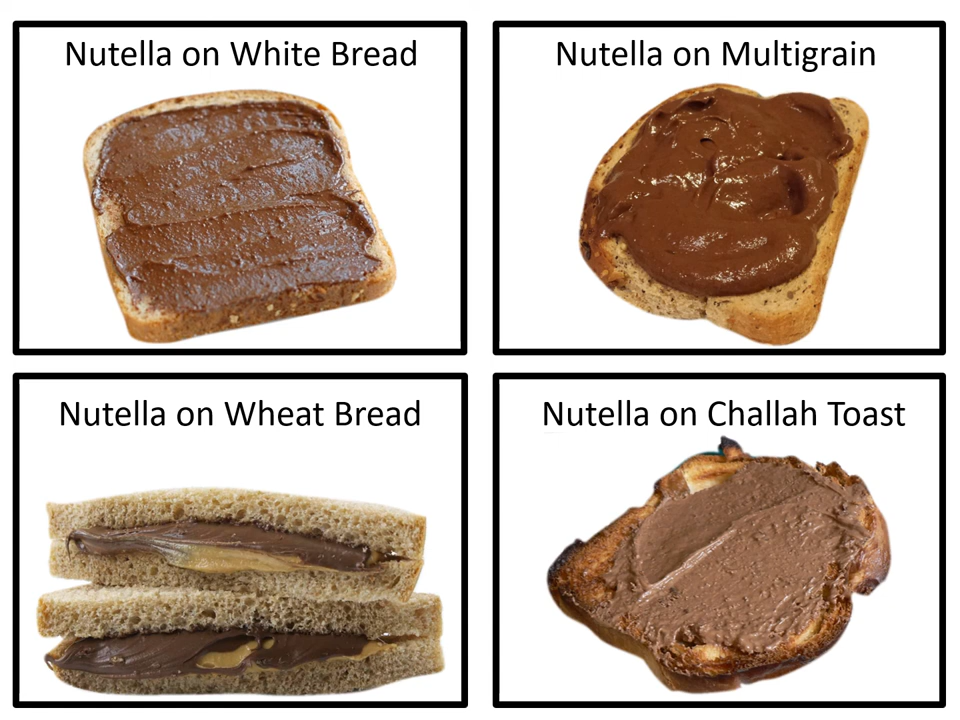 Nutella on White Bread
Nutella on Multigrain
Nutella on Wheat Bread
Nutella on Challah Toast